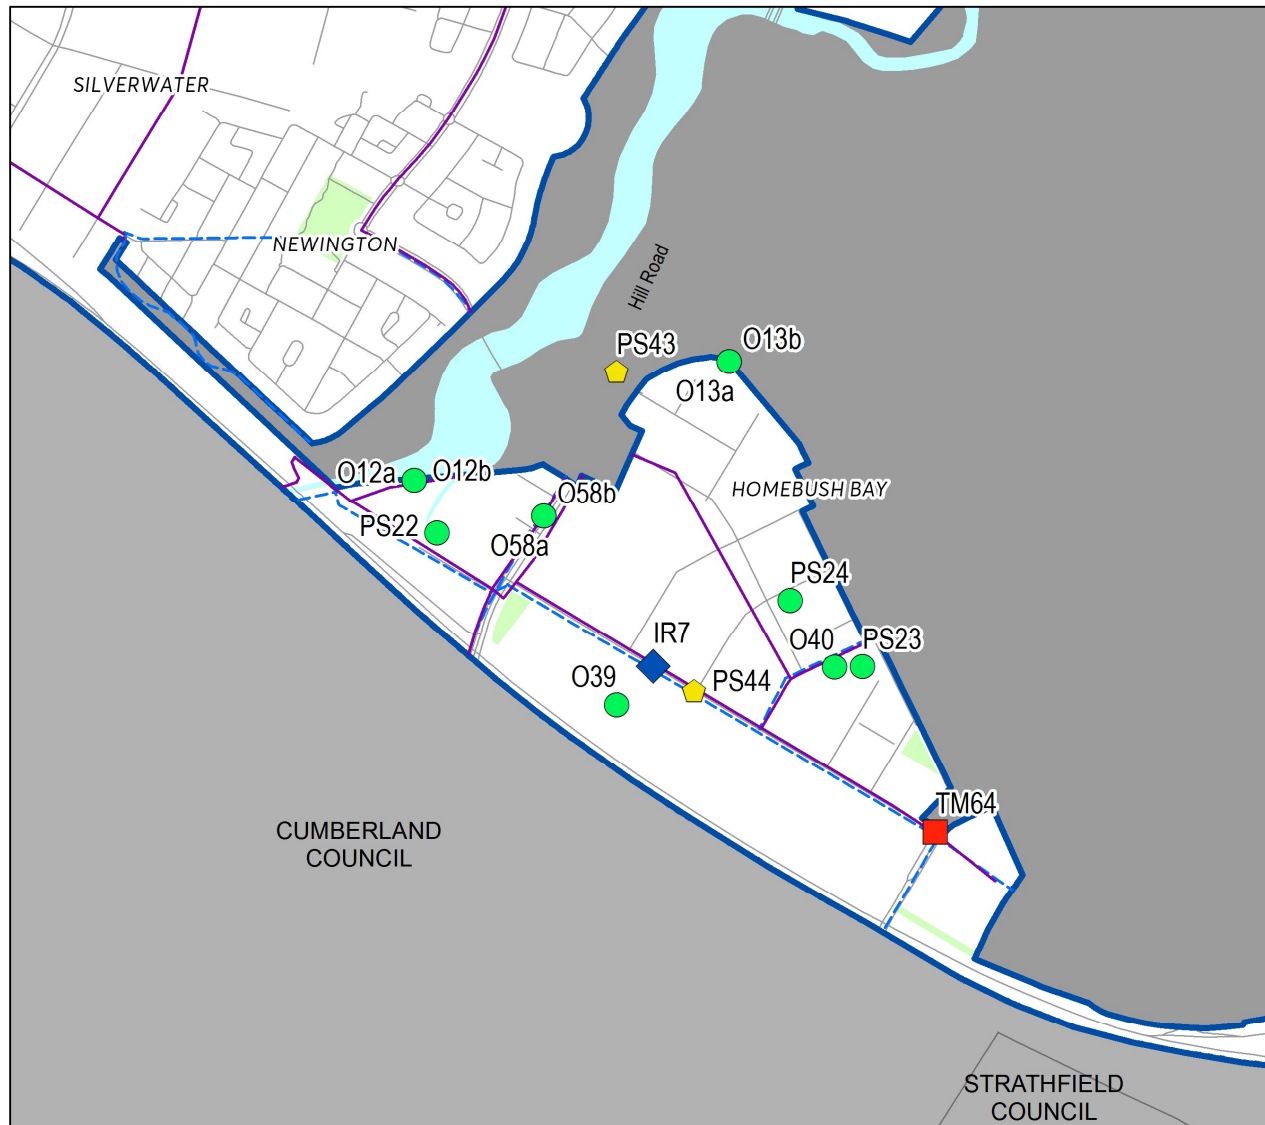 SILVERWATER
NEWINGTON
Hill Road
PS43
O13b
O13a
O12a
O12b
HOMEBUSH BAY
O58b
PS22
O58a
PS24
IR7
O40
PS23
O39
PS44
TM64
CUMBERLAND
COUNCIL
STRATHFIELD
COUNCIL